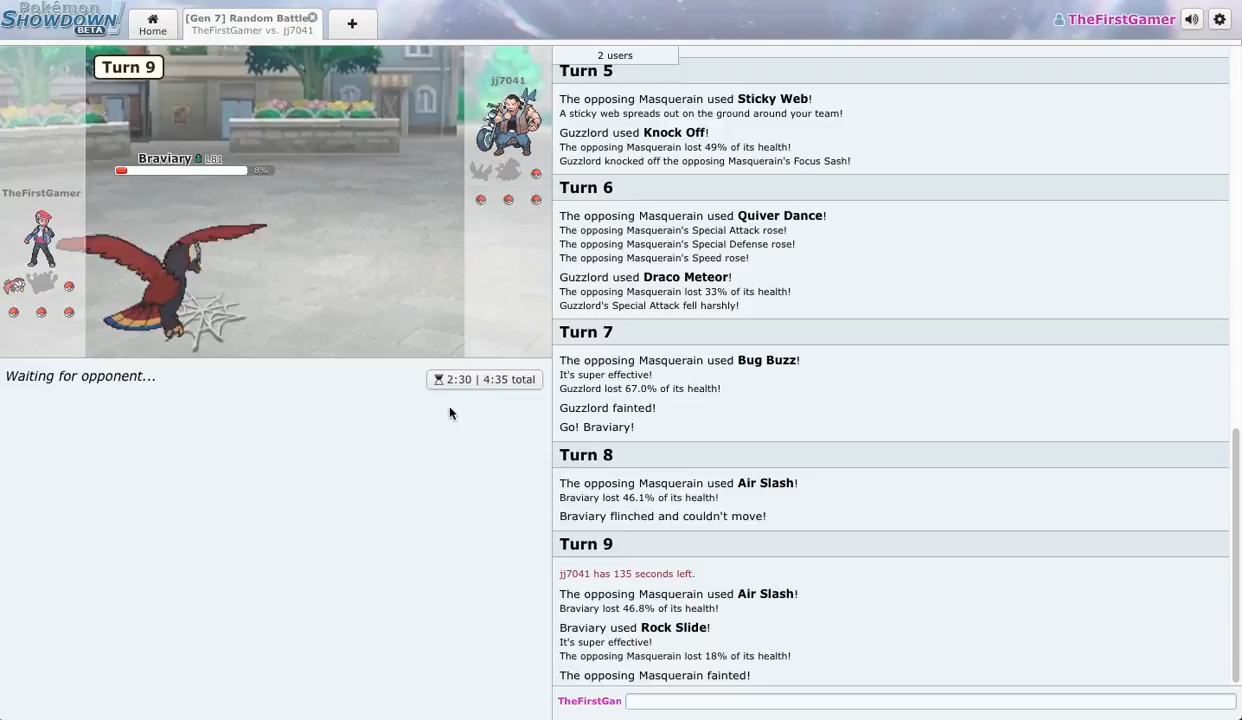 Pokémon
SHOWDOWN
BETA
Home
[Gen 7] Random Battle
TheFirstGamer vs. jj7041
+
TheFirstGamer
Turn 9
jj7041
Braviary L81
8%
TheFirstGamer
Waiting for opponent...
2:30 | 4:35 total
2 users
Turn 5
The opposing Masquerain used Sticky Web!
A sticky web spreads out on the ground around your team!
Guzzlord used Knock Off!
The opposing Masquerain lost 49% of its health!
Guzzlord knocked off the opposing Masquerain's Focus Sash!
Turn 6
The opposing Masquerain used Quiver Dance!
The opposing Masquerain's Special Attack rose!
The opposing Masquerain's Special Defense rose!
The opposing Masquerain's Speed rose!
Guzzlord used Draco Meteor!
The opposing Masquerain lost 33% of its health!
Guzzlord's Special Attack fell harshly!
Turn 7
The opposing Masquerain used Bug Buzz!
It's super effective!
Guzzlord lost 67.0% of its health!
Guzzlord fainted!
Go! Braviary!
Turn 8
The opposing Masquerain used Air Slash!
Braviary lost 46.1% of its health!
Braviary flinched and couldn't move!
Turn 9
jj7041 has 135 seconds left.
The opposing Masquerain used Air Slash!
Braviary lost 46.8% of its health!
Braviary used Rock Slide!
It's super effective!
The opposing Masquerain lost 18% of its health!
The opposing Masquerain fainted!
TheFirstGam